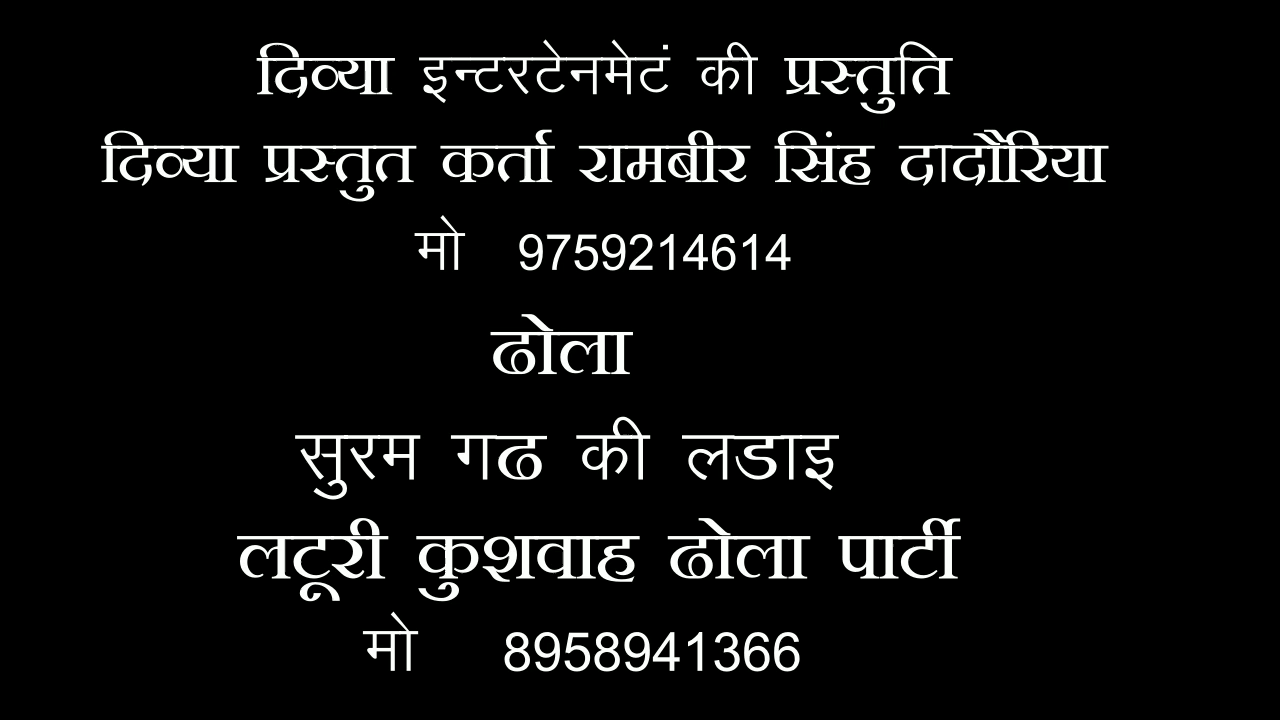 दिव्या इन्टरटेनमेटं की प्रस्तुति
दिव्या प्रस्तुत कर्ता रामबीर सिंह दादौरिया
मो 9759214614
ढोला
सुरम गढ की लडाइ
लटूरी कुशवाह ढोला पार्टी
मो 8958941366